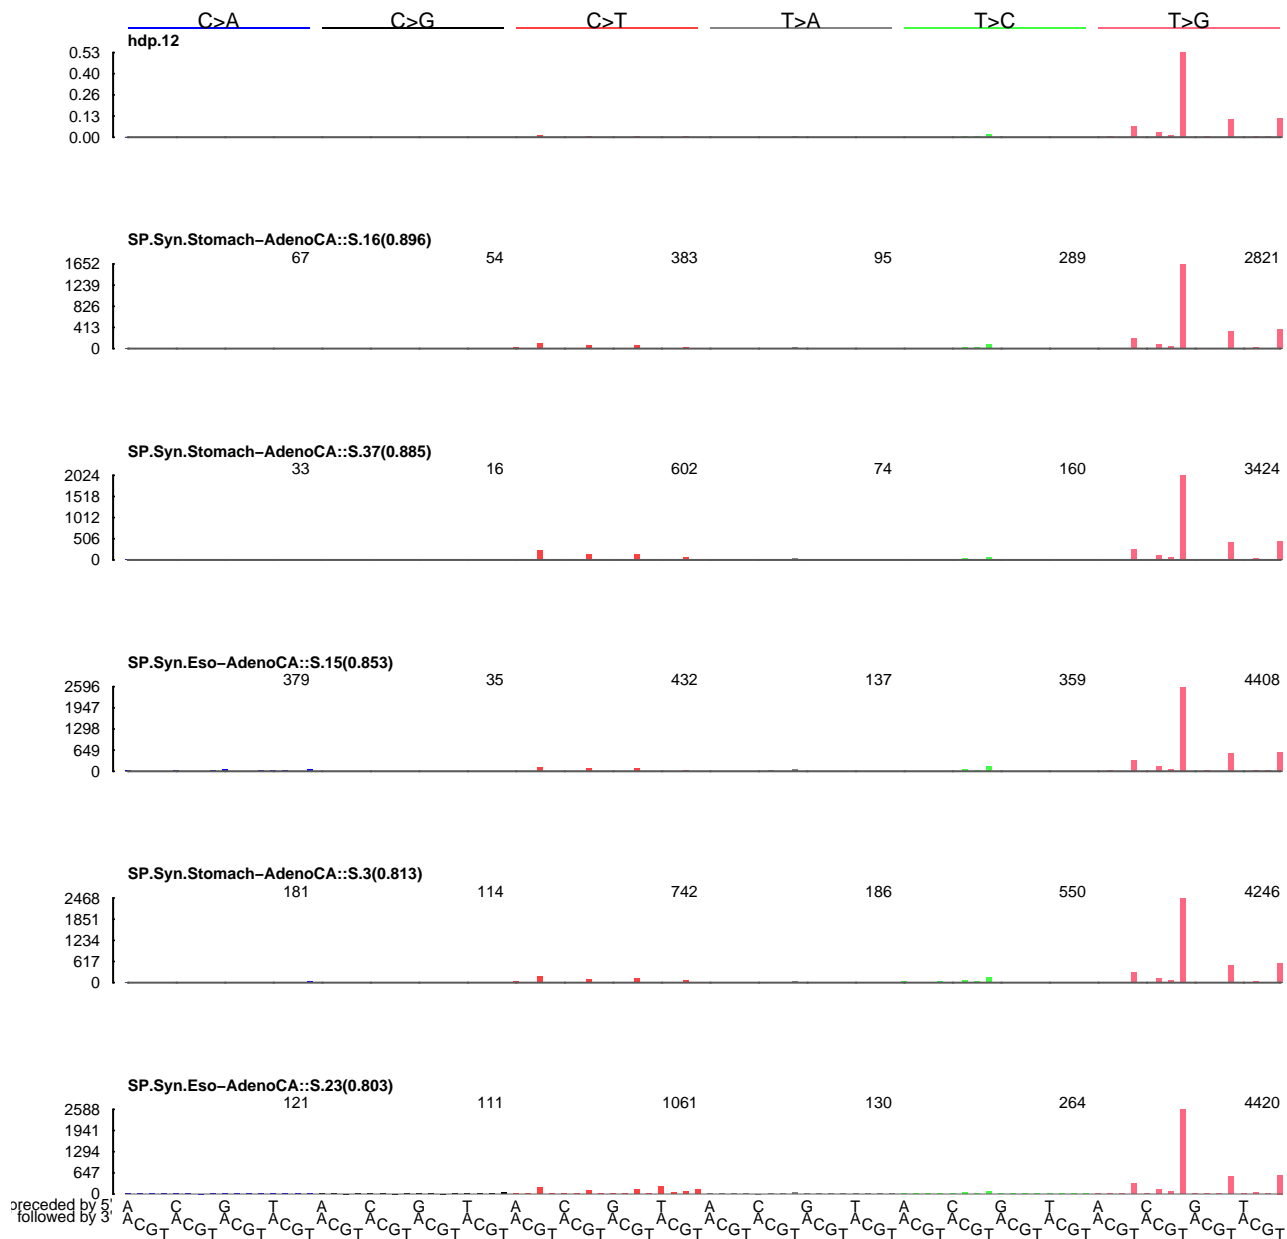 C>A C>G C>T T>A T>C T>G
hdp.12
0.53
0.40
0.26
0.13
0.00
SP.Syn.Stomach−AdenoCA::S.16(0.896)
67 54 383 95 289 2821
1652
1239
826
413
0
SP.Syn.Stomach−AdenoCA::S.37(0.885)
33 16 602 74 160 3424
2024
1518
1012
506
0
SP.Syn.Eso−AdenoCA::S.15(0.853)
379 35 432 137 359 4408
2596
1947
1298
649
0
SP.Syn.Stomach−AdenoCA::S.3(0.813)
181 114 742 186 550 4246
2468
1851
1234
617
0
SP.Syn.Eso−AdenoCA::S.23(0.803)
121 111 1061 130 264 4420
2588
1941
1294
647
0
preceded by 5' A C G T A C G T A C G T A C G T A C G T A C G T
followed by 3' A C G T A C G T A C G T A C G T A C G T A C G T A C G T A C G T A C G T A C G T A C G T A C G T A C G T A C G T A C G T A C G T A C G T A C G T A C G T A C G T A C G T A C G T A C G T A C G T